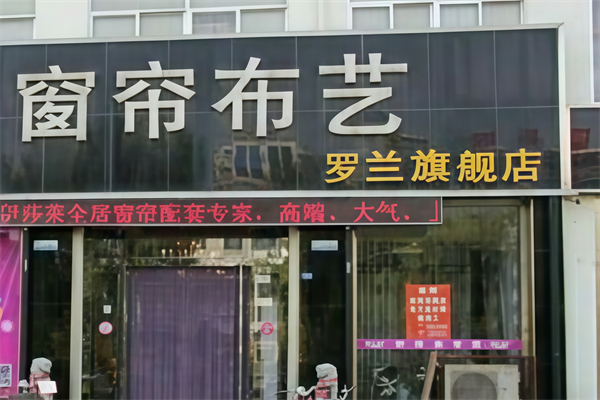 窗帘布艺
罗兰旗舰店
伊莎莱全居窗帘配套专家，高端、大气、